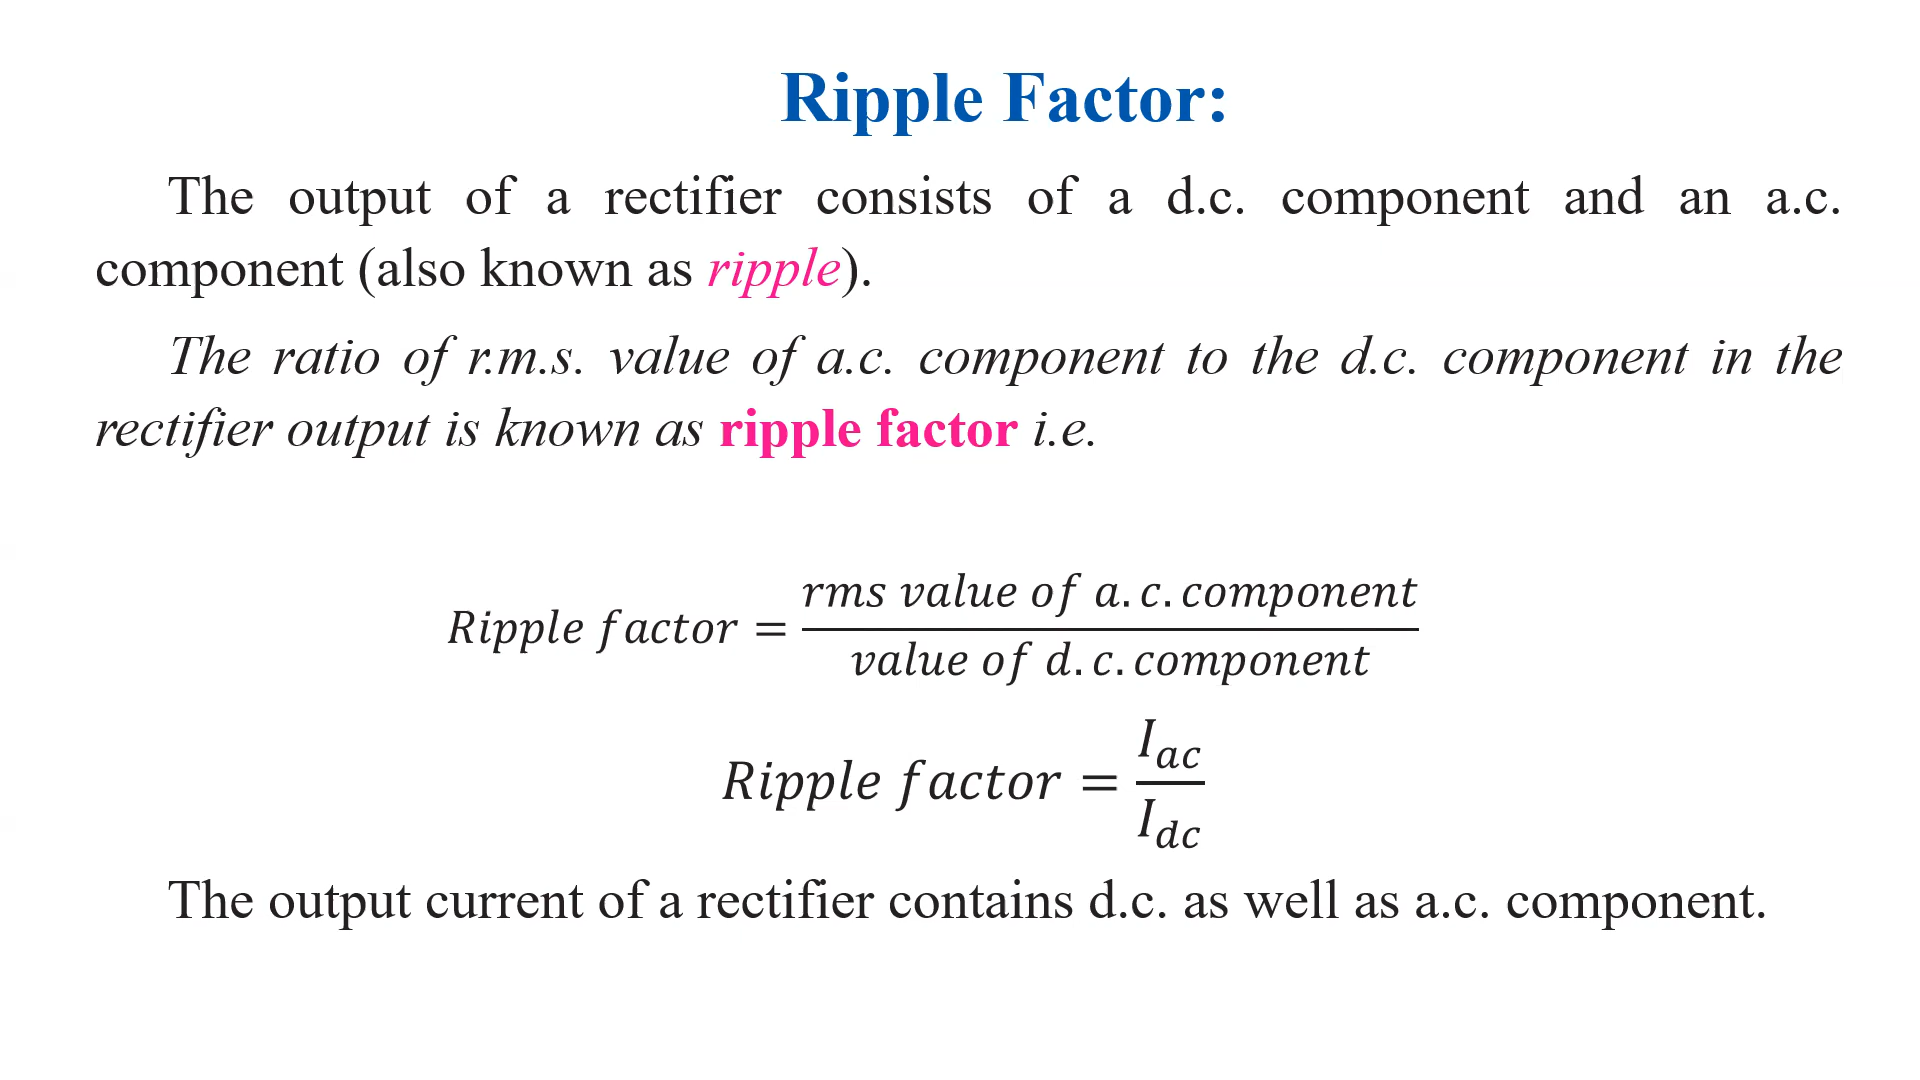 Ripple Factor:
The output of a rectifier consists of a d.c. component and an a.c.
component (also known as ripple).
The ratio of r.m.s. value of a.c. component to the d.c. component in the
rectifier output is known as ripple factor i.e.
Ripple factor = rms value of a.c.component / value of d.c.component
Ripple factor = I_ac / I_dc
The output current of a rectifier contains d.c. as well as a.c. component.